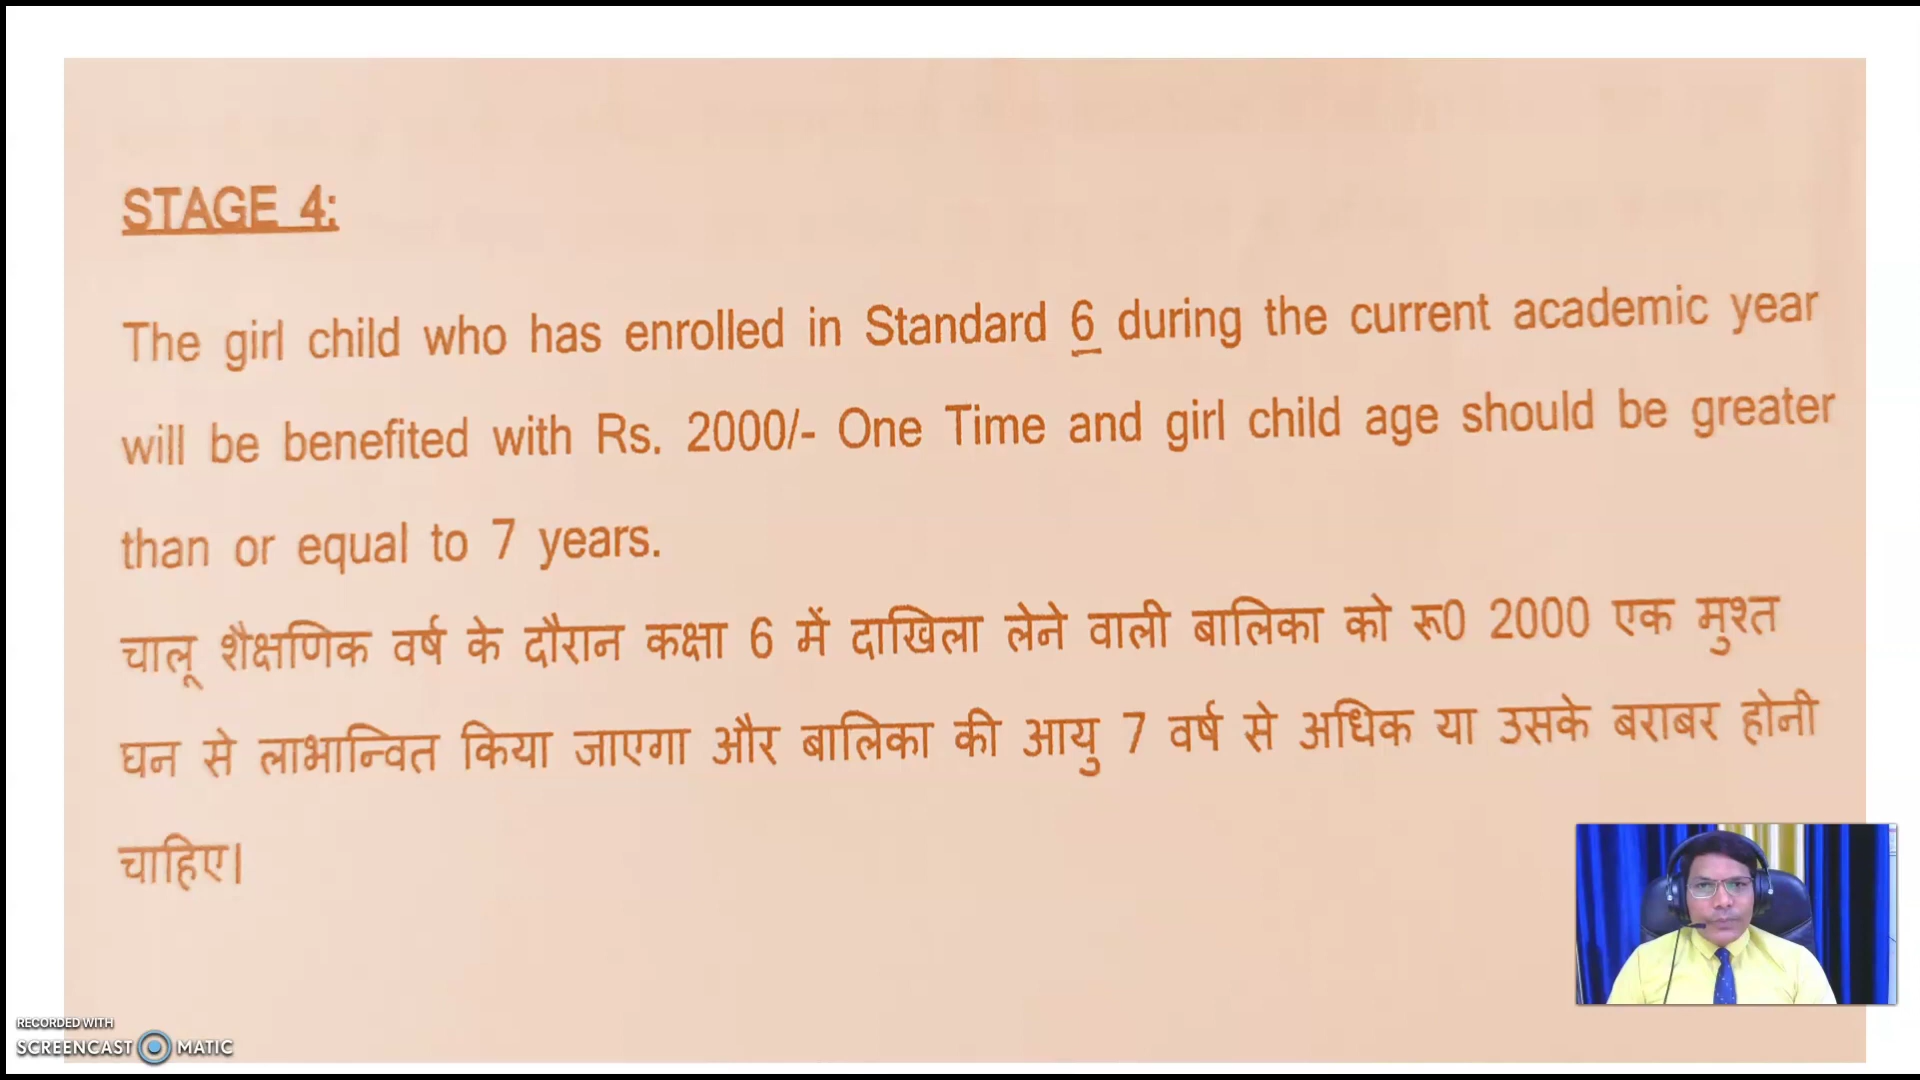 STAGE 4:
The girl child who has enrolled in Standard 6 during the current academic year
will be benefited with Rs. 2000/- One Time and girl child age should be greater
than or equal to 7 years.
चालू शैक्षणिक वर्ष के दौरान कक्षा 6 में दाखिला लेने वाली बालिका को रू0 2000 एक मुश्त
घन से लाभान्वित किया जाएगा और बालिका की आयु 7 वर्ष से अधिक या उसके बराबर होनी
चाहिए।
RECORDED WITH
SCREENCAST MATIC